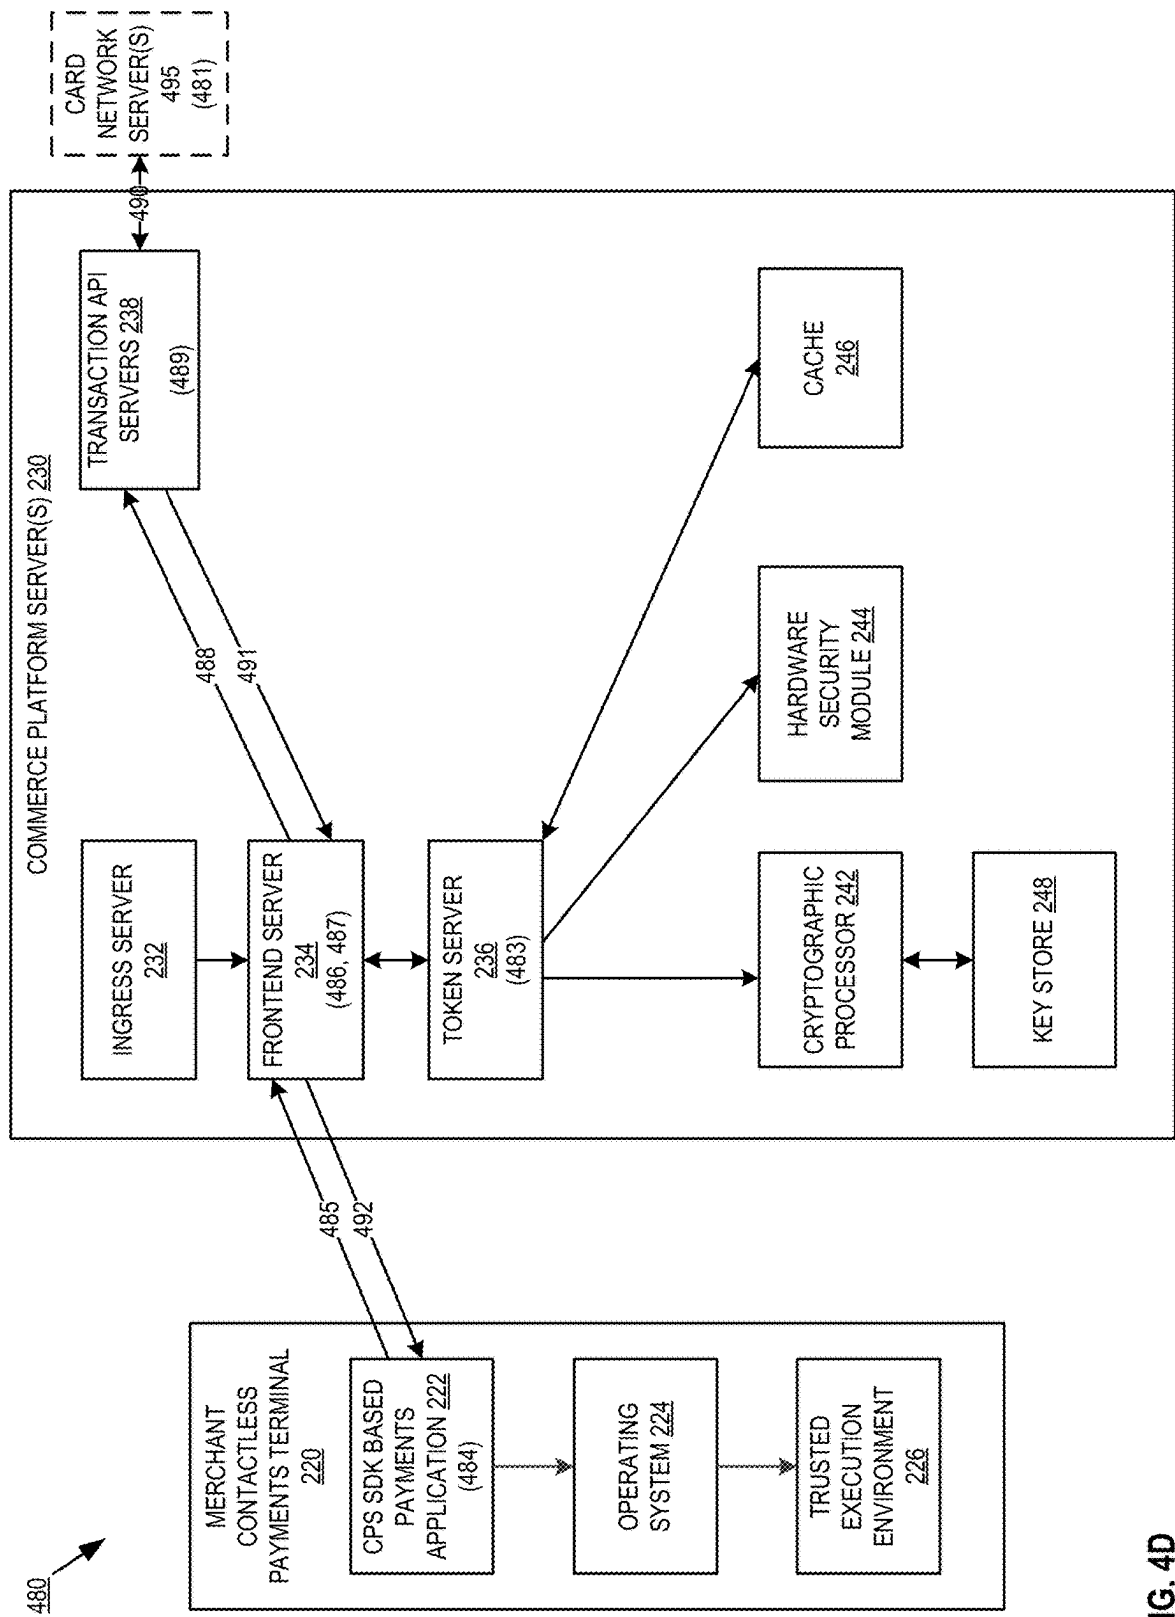 480
MERCHANT
CONTACTLESS
PAYMENTS TERMINAL
220
CPS SDK BASED
PAYMENTS
APPLICATION 222
(484)
OPERATING
SYSTEM 224
TRUSTED
EXECUTION
ENVIRONMENT
226
485
492
COMMERCE PLATFORM SERVER(S) 230
INGRESS SERVER
232
FRONTEND SERVER
234
(486, 487)
TOKEN SERVER
236
(483)
CRYPTOGRAPHIC
PROCESSOR 242
KEY STORE 248
488
491
HARDWARE
SECURITY
MODULE 244
TRANSACTION API
SERVERS 238
(489)
CACHE
246
490
CARD
NETWORK
SERVER(S)
495
(481)
IG. 4D